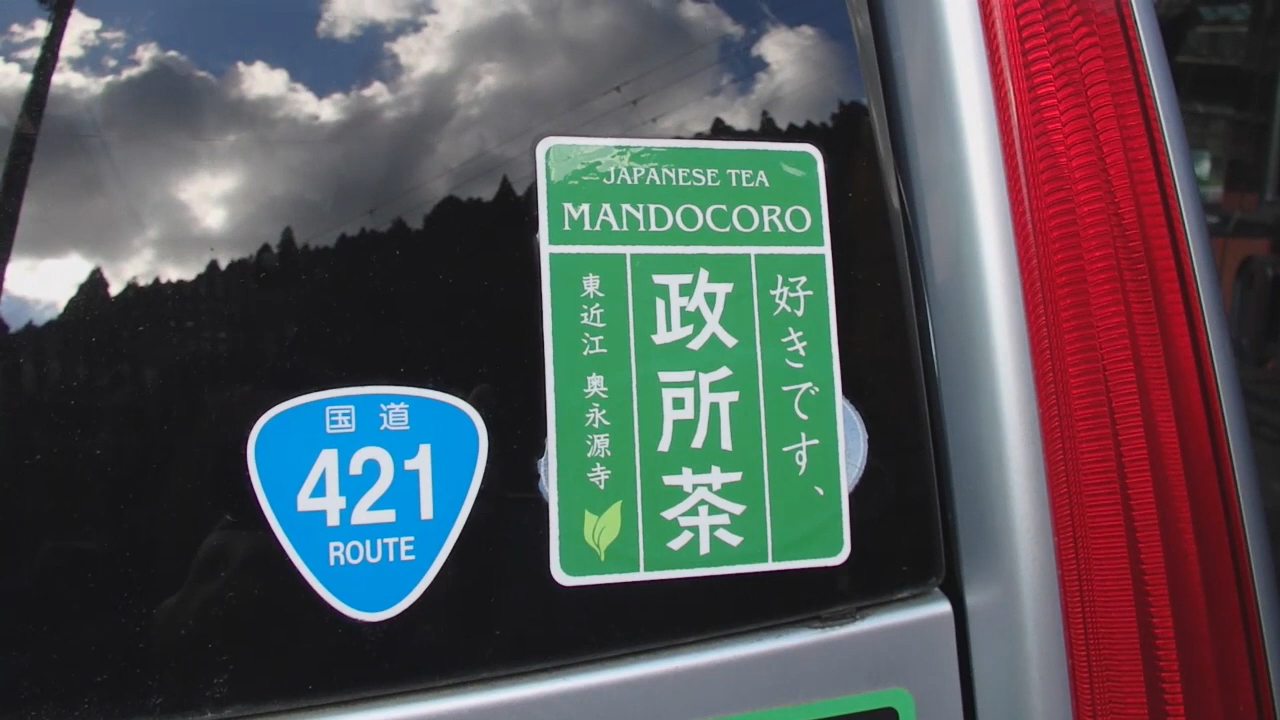 JAPANESE TEA
MANDOCORO
好きです、
政所茶
東近江 奥永源寺
国道
421
ROUTE